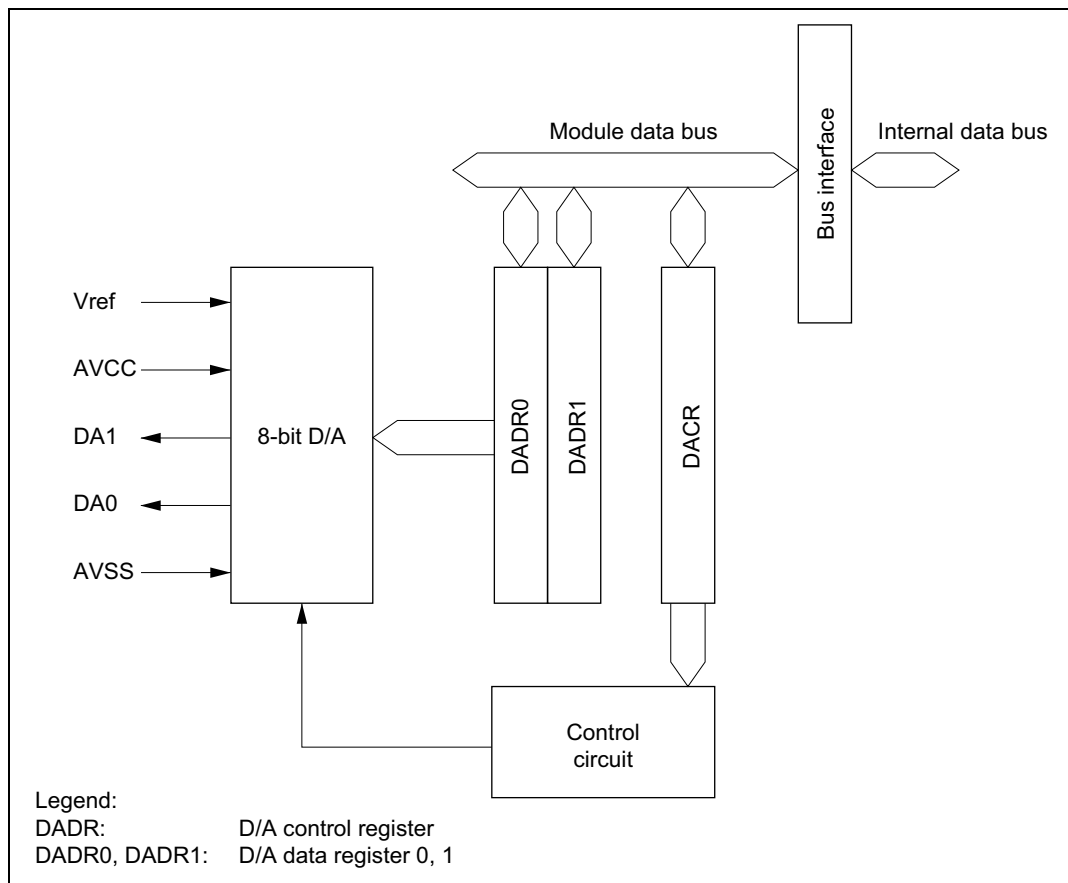 Module data bus
Internal data bus
Bus interface
Vref
AVCC
DA1
DA0
AVSS
8-bit D/A
DADR0
DADR1
DACR
Control
circuit
Legend:
DADR: D/A control register
DADR0, DADR1: D/A data register 0, 1